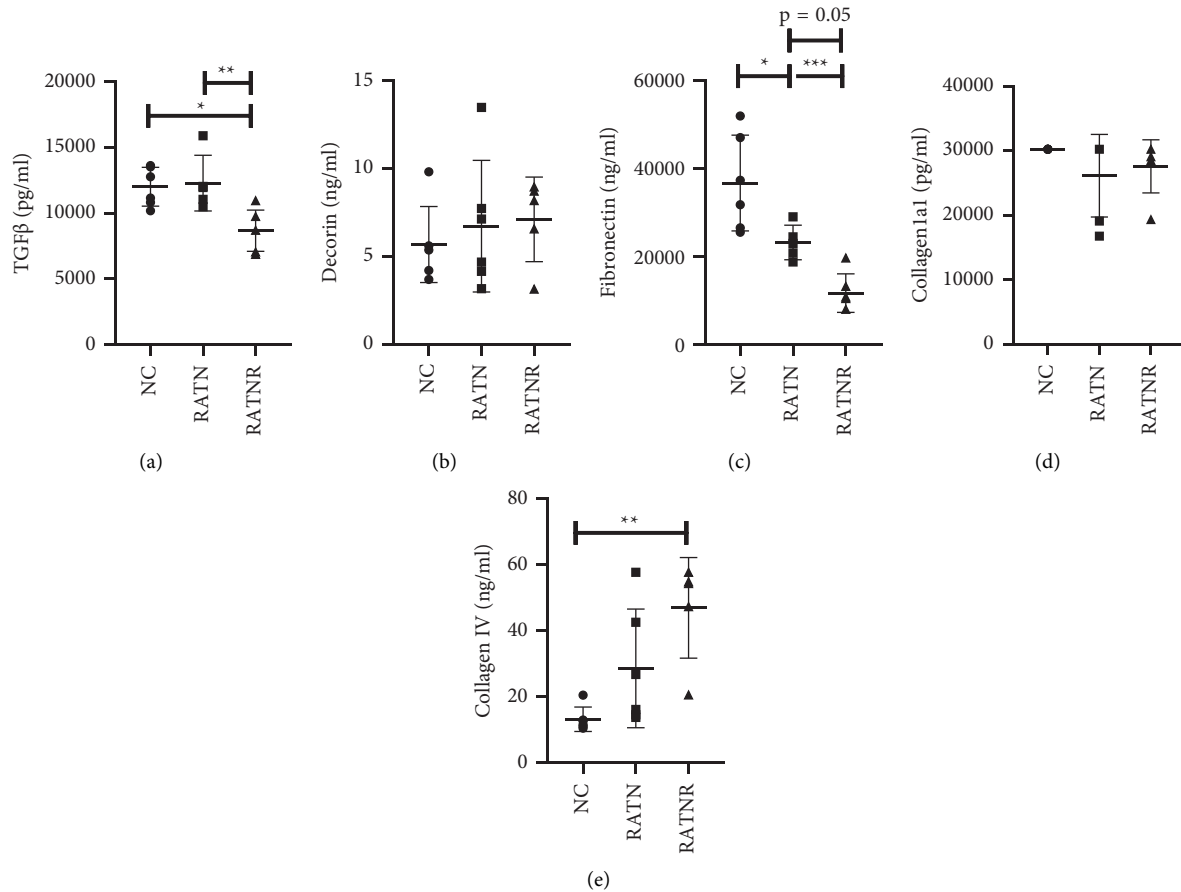 20000
15000
10000
5000
0
TGFβ (pg/ml)
**
*
NC
RATN
RATNR
(a)
15
10
5
0
Decorin (ng/ml)
NC
RATN
RATNR
(b)
p = 0.05
*
***
60000
40000
20000
0
Fibronectin (ng/ml)
NC
RATN
RATNR
(c)
40000
30000
20000
10000
0
Collagen1a1 (pg/ml)
NC
RATN
RATNR
(d)
80
60
40
20
0
Collagen IV (ng/ml)
**
NC
RATN
RATNR
(e)